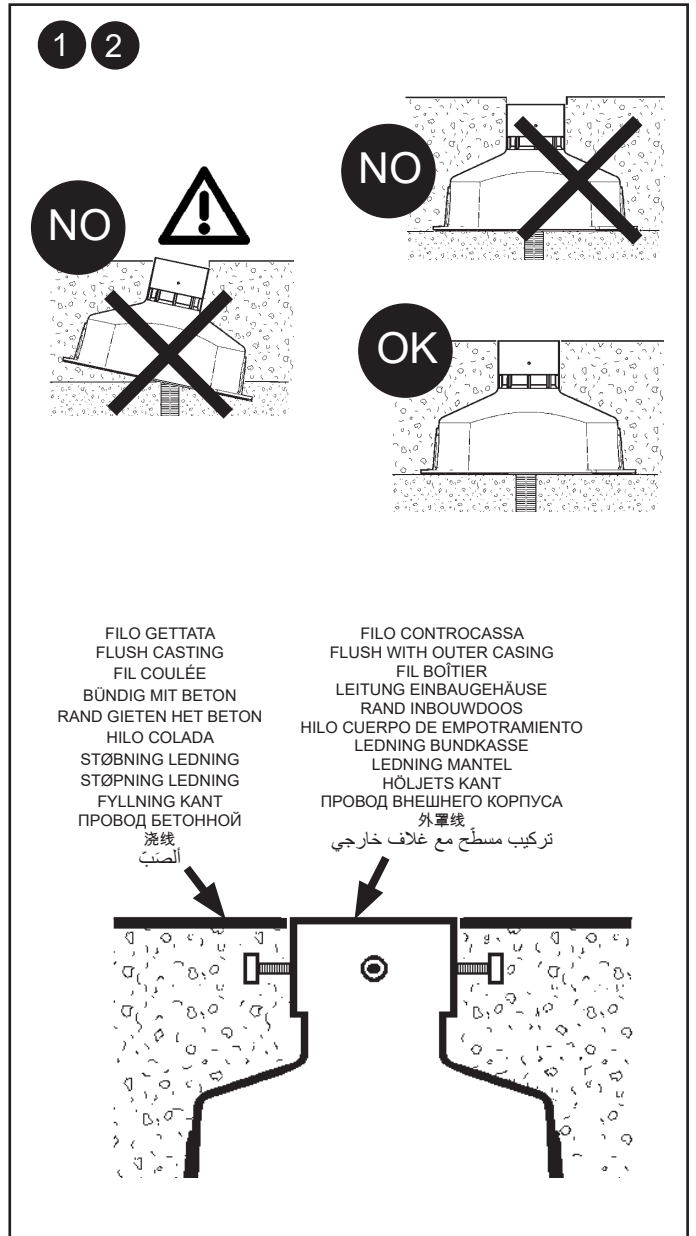 1 2
NO
NO
OK
FILO GETTATA
FLUSH CASTING
FIL COULÉE
BÜNDIG MIT BETON
RAND GIETEN HET BETON
HILO COLADA
STØBNING LEDNING
STØPNING LEDNING
FYLLNING KANT
ПРОВОД БЕТОННОЙ
浇线
ألصَبّ
FILO CONTROCASSA
FLUSH WITH OUTER CASING
FIL BOÎTIER
LEITUNG EINBAUGEHÄUSE
RAND INBOUWDOOS
HILO CUERPO DE EMPOTRAMIENTO
LEDNING BUNDKASSE
LEDNING MANTEL
HÖLJETS KANT
ПРОВОД ВНЕШНЕГО КОРПУСА
外罩线
تركيب مسطّح مع غلاف خارجي